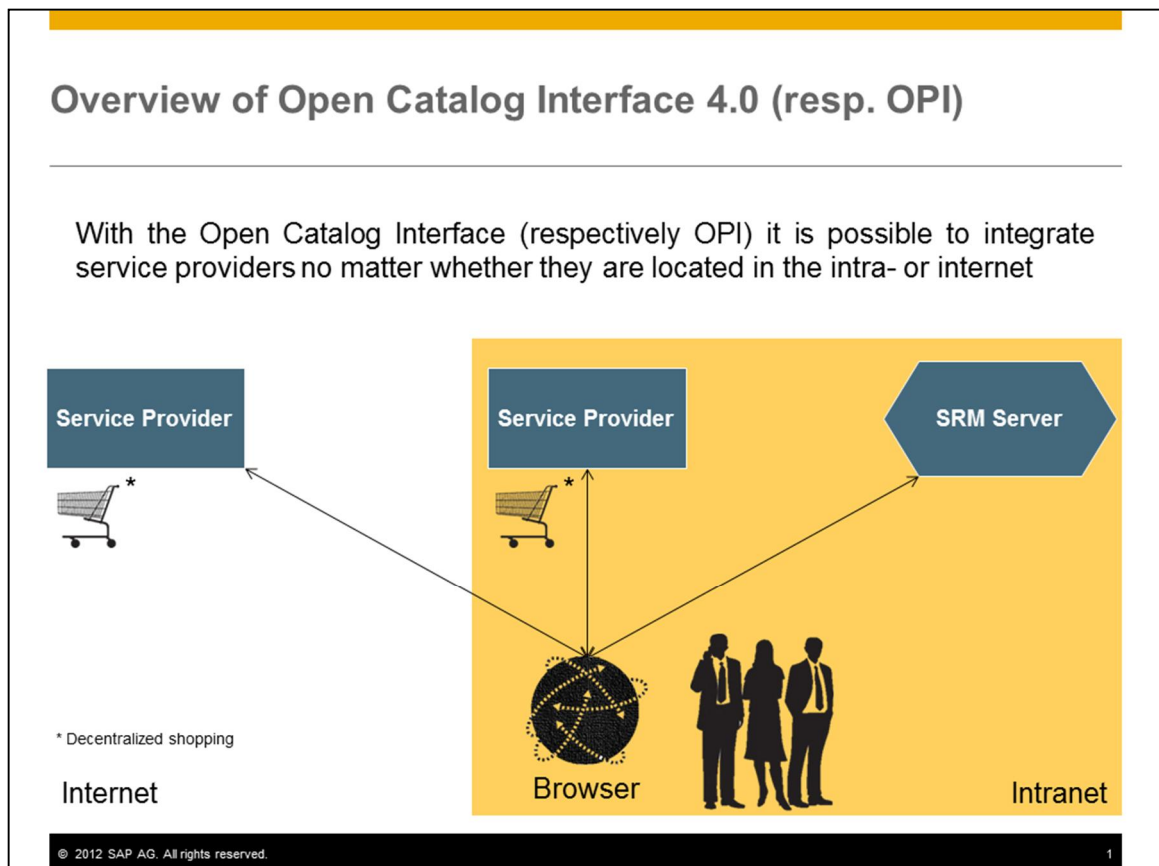 Overview of Open Catalog Interface 4.0 (resp. OPI)
With the Open Catalog Interface (respectively OPI) it is possible to integrate
service providers no matter whether they are located in the intra- or internet
Service Provider
Service Provider
SRM Server
*
*
* Decentralized shopping
Internet
Browser
Intranet
© 2012 SAP AG. All rights reserved.
1